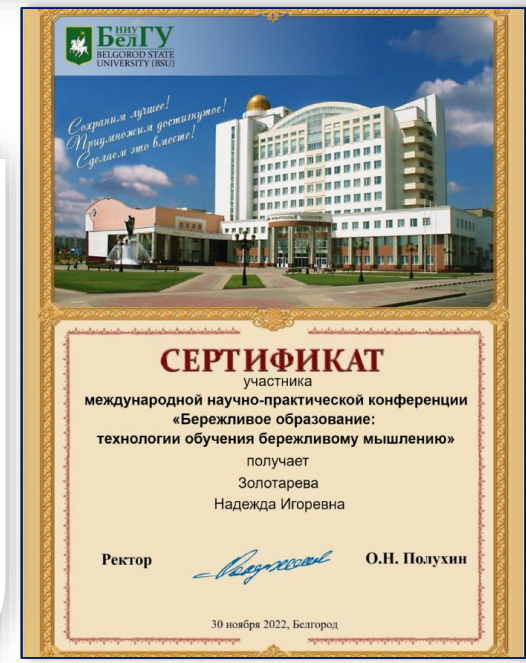 НИУ
БелГУ
BELGOROD STATE
UNIVERSITY (BSU)
Сохраним лучшее!
Приумножим достигнутое!
Сделаем это вместе!
СЕРТИФИКАТ
участника
международной научно-практической конференции
«Бережливое образование:
технологии обучения бережливому мышлению»
получает
Золотарева
Надежда Игоревна
Ректор
О.Н. Полухин
30 ноября 2022, Белгород